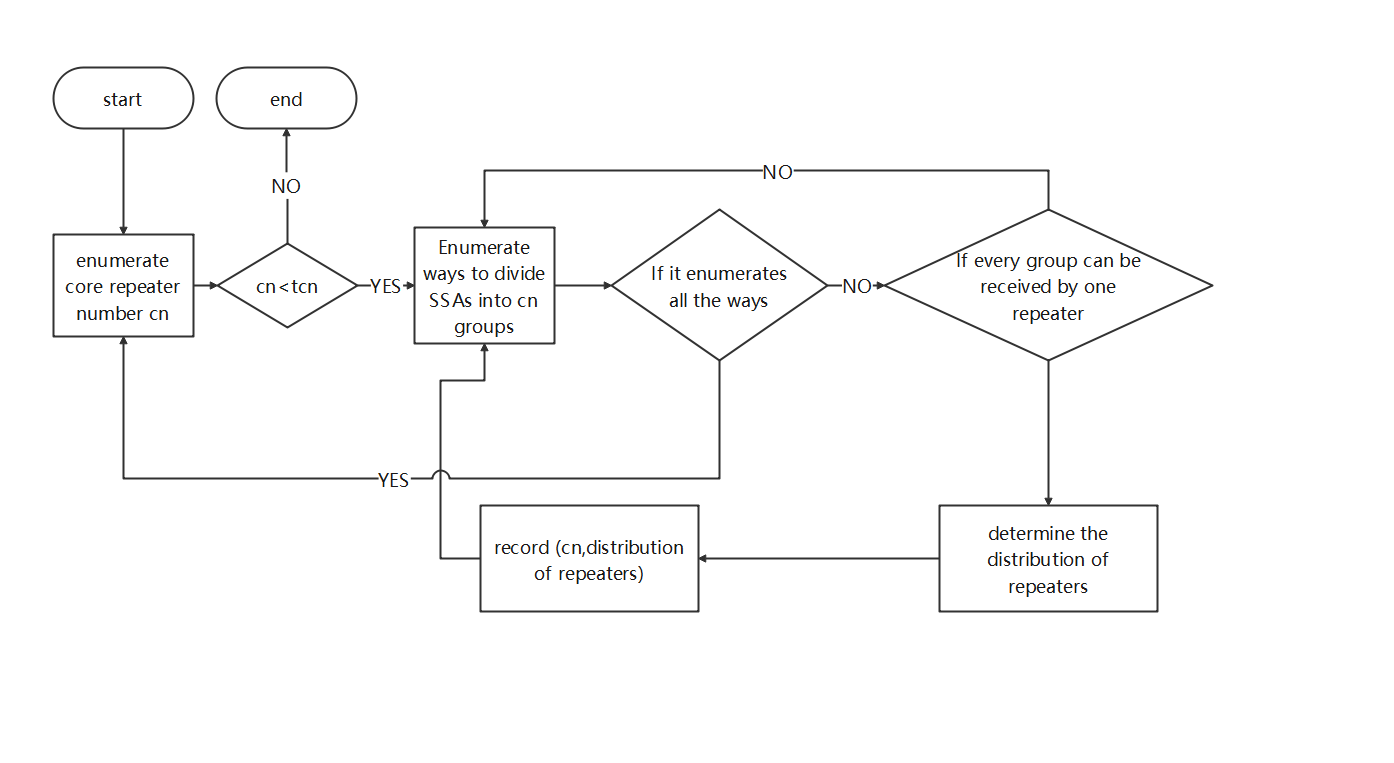 start
end
NO
NO
enumerate
core repeater
number cn
cn<tcn
YES
Enumerate
ways to divide
SSAs into cn
groups
If it enumerates
all the ways
NO
If every group can be
received by one
repeater
YES
record (cn,distribution
of repeaters)
determine the
distribution of
repeaters